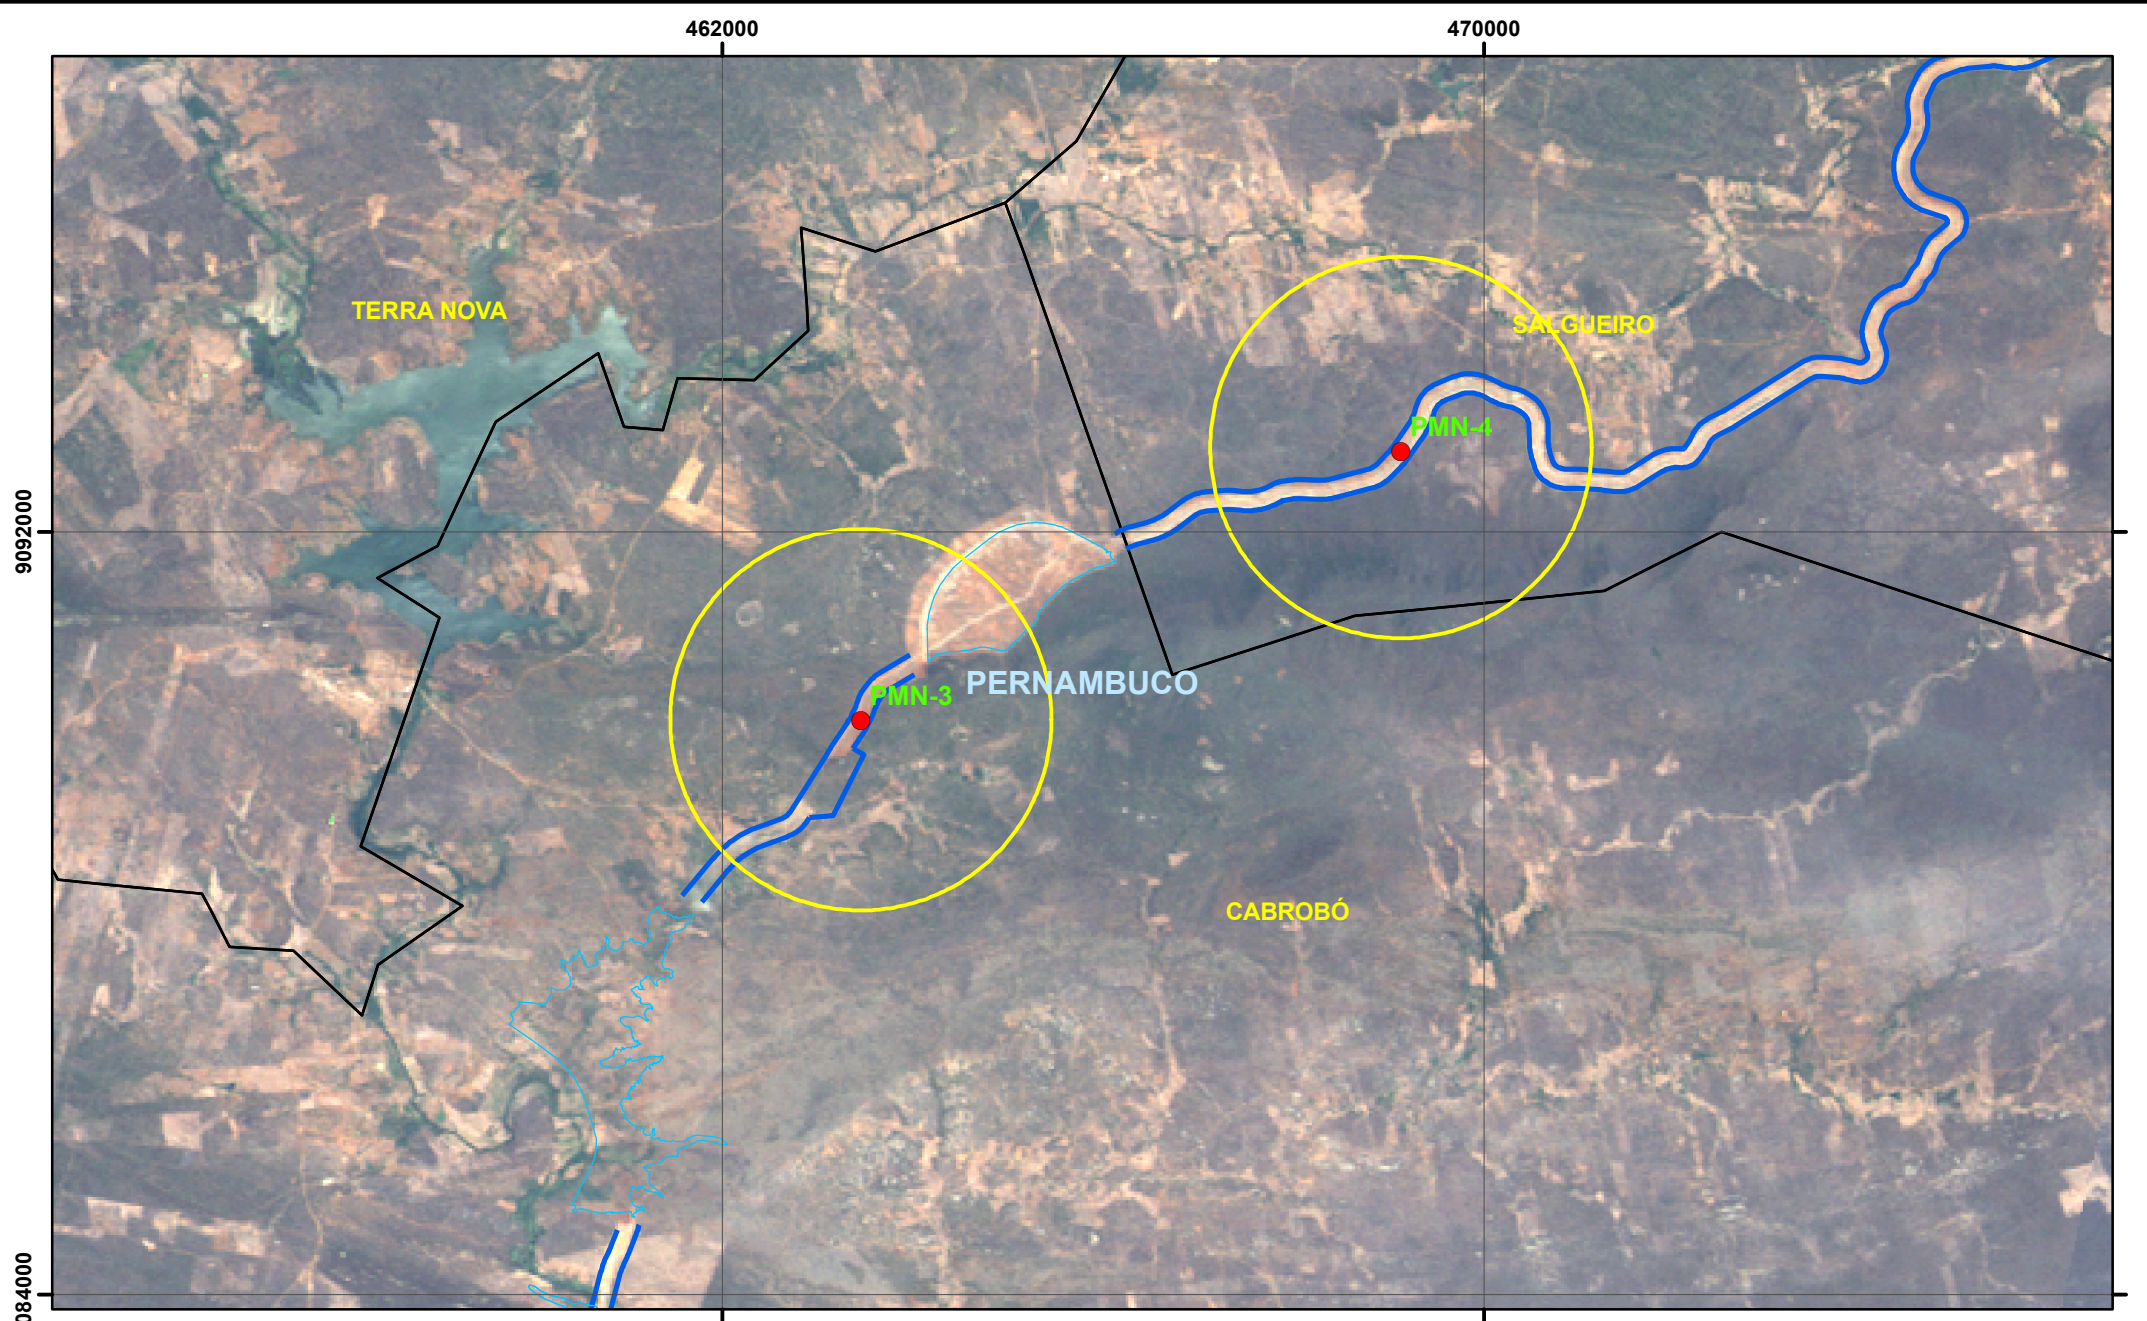 462000
470000
TERRA NOVA
SALGUEIRO
PMN-4
9092000
PERNAMBUCO
PMN-3
CABROBÓ
084000